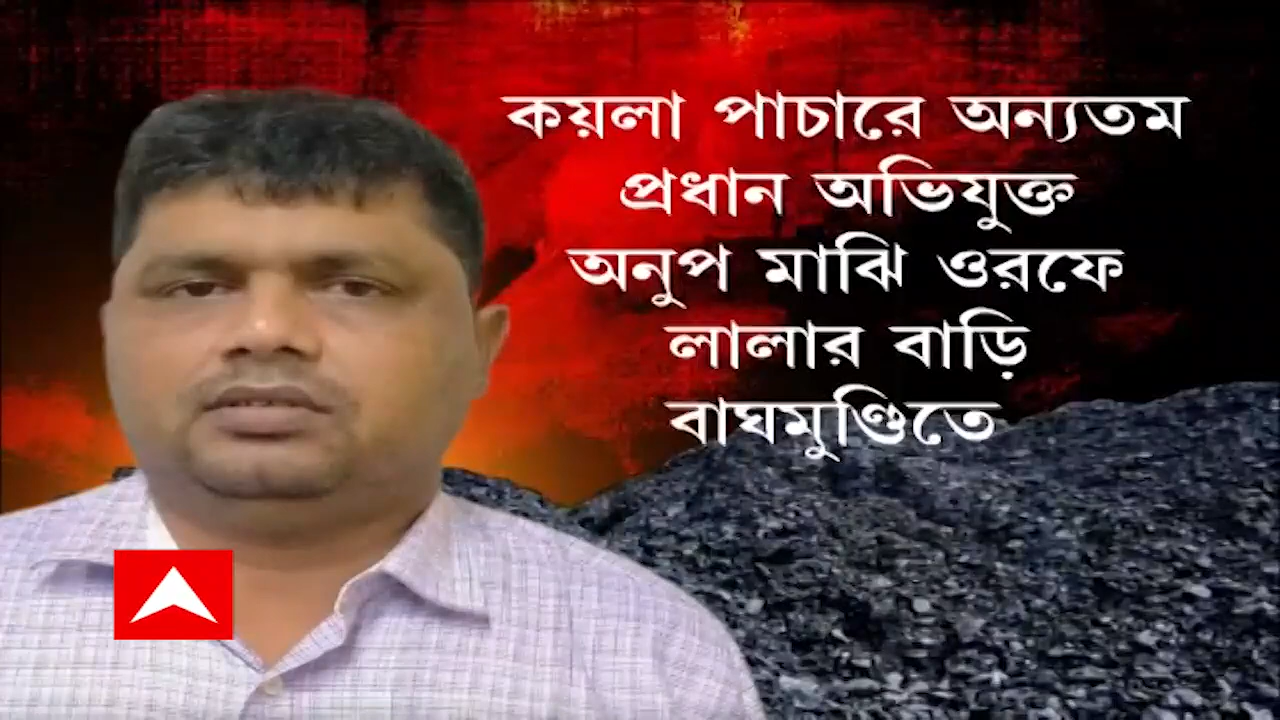 কয়লা পাচারে অন্যতম
প্রধান অভিযুক্ত
অনুপ মাঝি ওরফে
লালার বাড়ি
বাঘমুণ্ডিতে